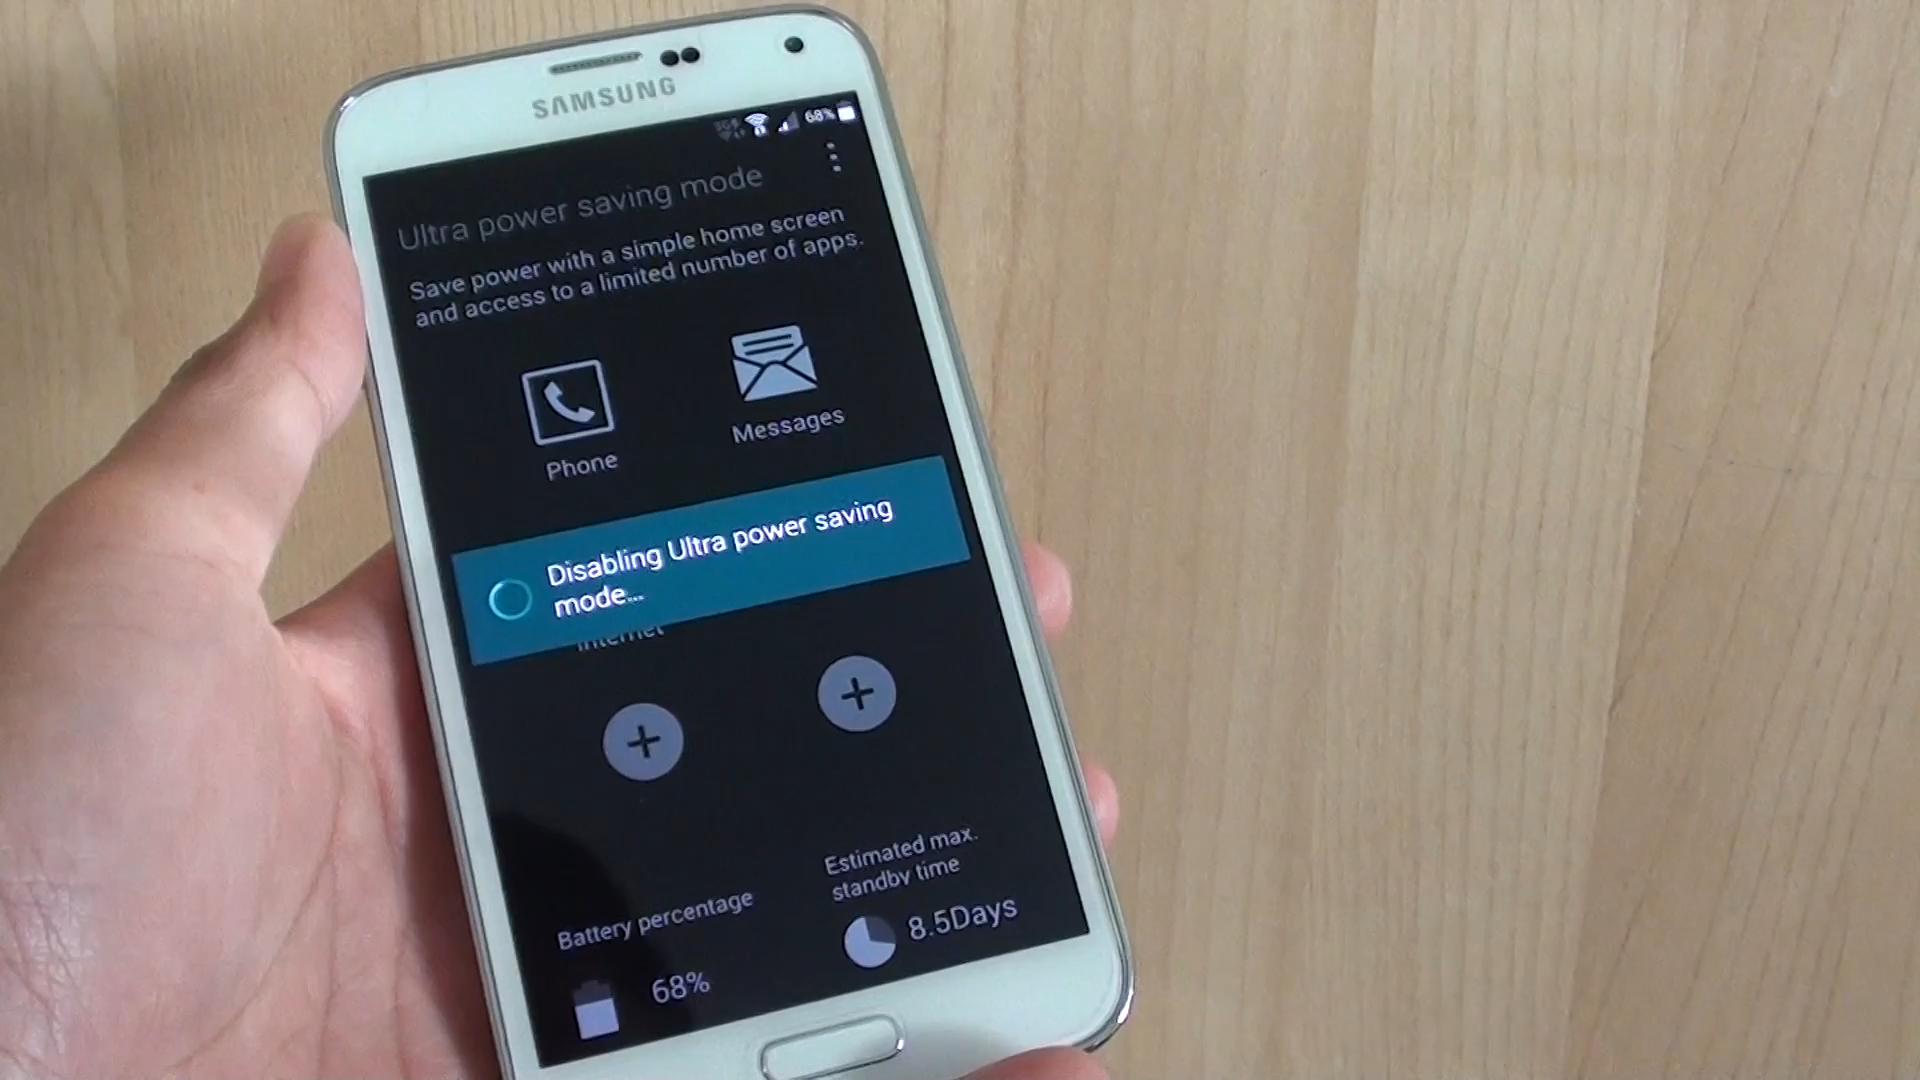 SAMSUNG
68%
Ultra power saving mode
Save power with a simple home screen
and access to a limited number of apps.
Phone
Messages
Disabling Ultra power saving
mode...
Internet
Estimated max.
standby time
8.5Days
Battery percentage
68%